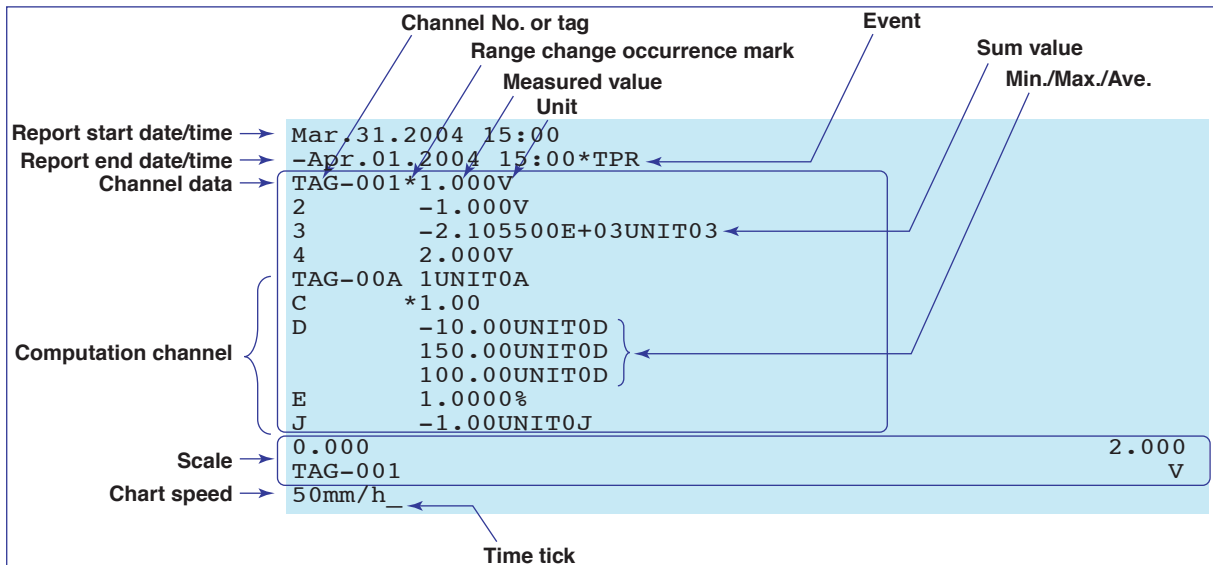 Channel No. or tag
Event
Range change occurrence mark
Sum value
Measured value
Min./Max./Ave.
Unit
Report start date/time
Mar.31.2004 15:00
Report end date/time
-Apr.01.2004 15:00*TPR
Channel data
TAG-001*1.000V
2 -1.000V
3 -2.105500E+03UNIT03
4 2.000V
TAG-00A 1UNIT0A
C *1.00
D -10.00UNIT0D
Computation channel
150.00UNIT0D
100.00UNIT0D
E 1.0000%
J -1.00UNIT0J
Scale
0.000 2.000
TAG-001 V
Chart speed
50mm/h_
Time tick